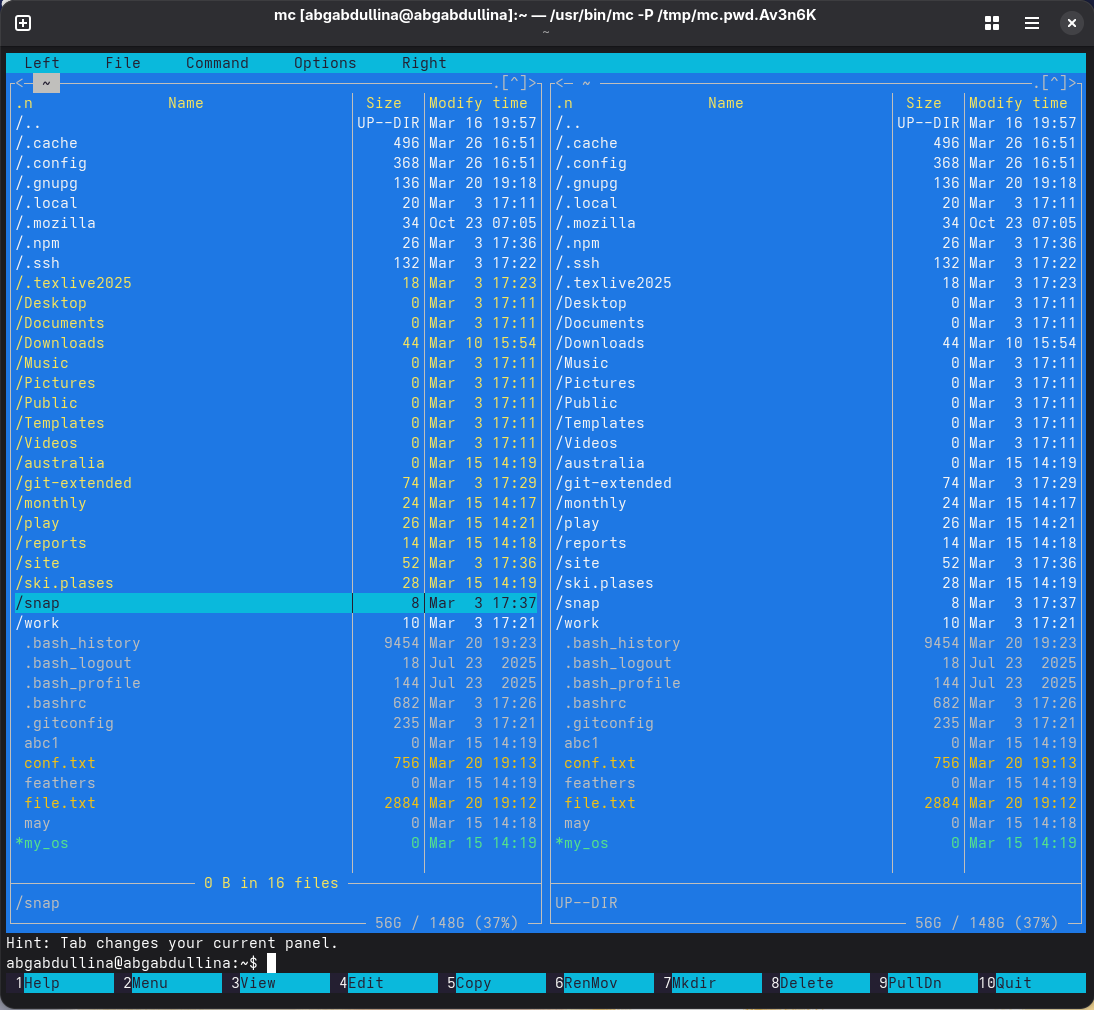 mc [abgabdullina@abgabdullina]:~ — /usr/bin/mc -P /tmp/mc.pwd.Av3n6K
~
Left File Command Options Right
<─ ~ ─.[^]>
.n Name Size Modify time
/.. UP--DIR Mar 16 19:57
/.cache 496 Mar 26 16:51
/.config 368 Mar 26 16:51
/.gnupg 136 Mar 20 19:18
/.local 20 Mar 3 17:11
/.mozilla 34 Oct 23 07:05
/.npm 26 Mar 3 17:36
/.ssh 132 Mar 3 17:22
/.texlive2025 18 Mar 3 17:23
/Desktop 0 Mar 3 17:11
/Documents 0 Mar 3 17:11
/Downloads 44 Mar 10 15:54
/Music 0 Mar 3 17:11
/Pictures 0 Mar 3 17:11
/Public 0 Mar 3 17:11
/Templates 0 Mar 3 17:11
/Videos 0 Mar 3 17:11
/australia 0 Mar 15 14:19
/git-extended 74 Mar 3 17:29
/monthly 24 Mar 15 14:17
/play 26 Mar 15 14:21
/reports 14 Mar 15 14:18
/site 52 Mar 3 17:36
/ski.plases 28 Mar 15 14:19
/snap 8 Mar 3 17:37
/work 10 Mar 3 17:21
.bash_history 9454 Mar 20 19:23
.bash_logout 18 Jul 23 2025
.bash_profile 144 Jul 23 2025
.bashrc 682 Mar 3 17:26
.gitconfig 235 Mar 3 17:21
abc1 0 Mar 15 14:19
conf.txt 756 Mar 20 19:13
feathers 0 Mar 15 14:19
file.txt 2884 Mar 20 19:12
may 0 Mar 15 14:18
*my_os 0 Mar 15 14:19
0 B in 16 files
/snap
56G / 148G (37%)
<─ ~ ─.[^]>
.n Name Size Modify time
/.. UP--DIR Mar 16 19:57
/.cache 496 Mar 26 16:51
/.config 368 Mar 26 16:51
/.gnupg 136 Mar 20 19:18
/.local 20 Mar 3 17:11
/.mozilla 34 Oct 23 07:05
/.npm 26 Mar 3 17:36
/.ssh 132 Mar 3 17:22
/.texlive2025 18 Mar 3 17:23
/Desktop 0 Mar 3 17:11
/Documents 0 Mar 3 17:11
/Downloads 44 Mar 10 15:54
/Music 0 Mar 3 17:11
/Pictures 0 Mar 3 17:11
/Public 0 Mar 3 17:11
/Templates 0 Mar 3 17:11
/Videos 0 Mar 3 17:11
/australia 0 Mar 15 14:19
/git-extended 74 Mar 3 17:29
/monthly 24 Mar 15 14:17
/play 26 Mar 15 14:21
/reports 14 Mar 15 14:18
/site 52 Mar 3 17:36
/ski.plases 28 Mar 15 14:19
/snap 8 Mar 3 17:37
/work 10 Mar 3 17:21
.bash_history 9454 Mar 20 19:23
.bash_logout 18 Jul 23 2025
.bash_profile 144 Jul 23 2025
.bashrc 682 Mar 3 17:26
.gitconfig 235 Mar 3 17:21
abc1 0 Mar 15 14:19
conf.txt 756 Mar 20 19:13
feathers 0 Mar 15 14:19
file.txt 2884 Mar 20 19:12
may 0 Mar 15 14:18
*my_os 0 Mar 15 14:19
UP--DIR
56G / 148G (37%)
Hint: Tab changes your current panel.
abgabdullina@abgabdullina:~$
1Help 2Menu 3View 4Edit 5Copy 6RenMov 7Mkdir 8Delete 9PullDn 10Quit